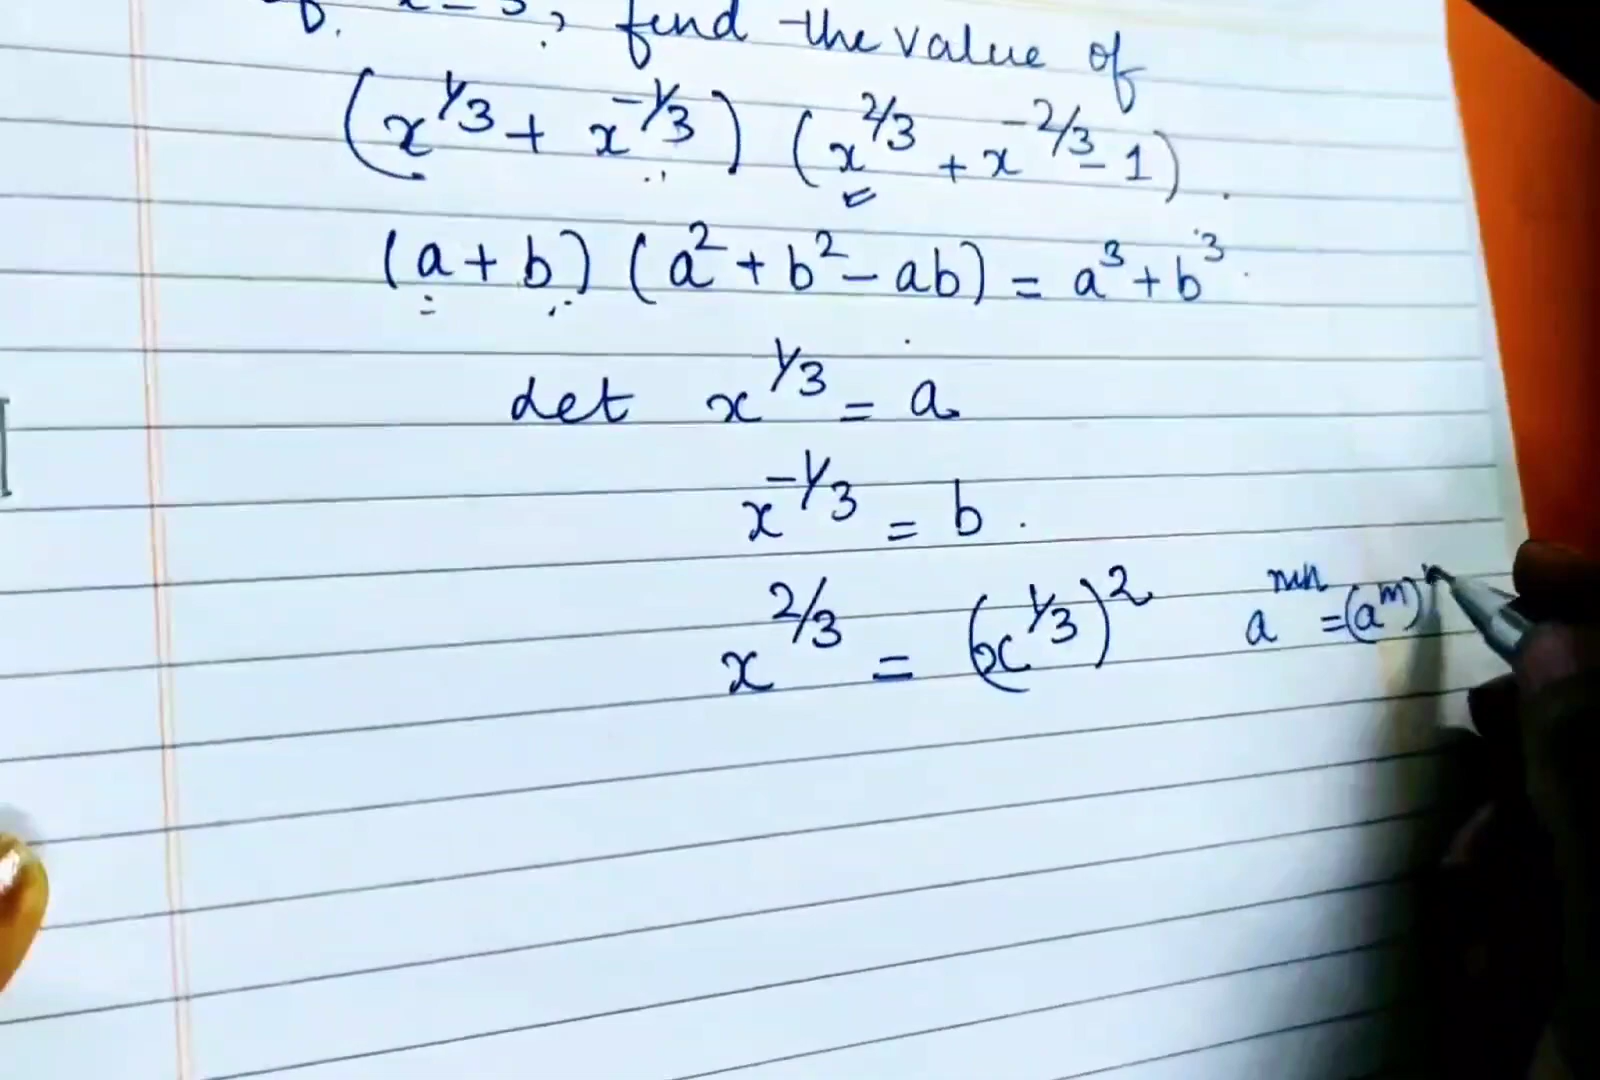 find the value of
(x^1/3 + x^-1/3) (x^2/3 + x^-2/3 - 1).
(a + b) (a^2 + b^2 - ab) = a^3 + b^3.
Let x^1/3 = a
x^-1/3 = b.
x^2/3 = (x^1/3)^2 a^mn = (a^m)